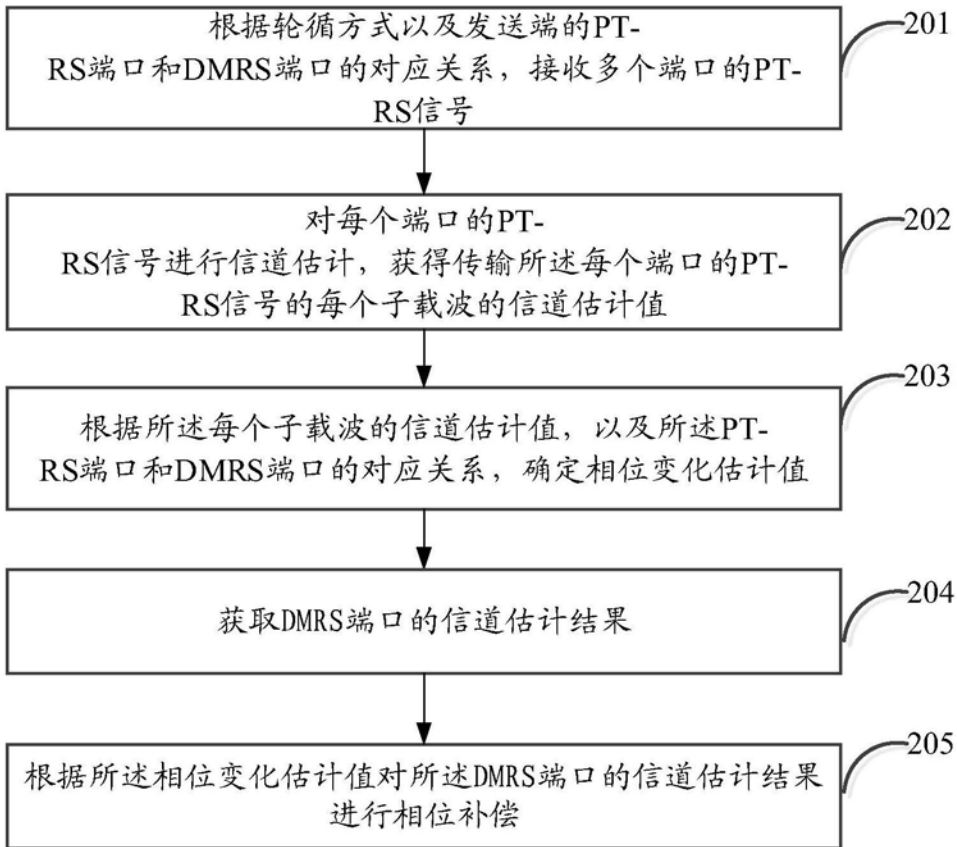 根据轮循方式以及发送端的PT-
RS端口和DMRS端口的对应关系，接收多个端口的PT-
RS信号
201
对每个端口的PT-
RS信号进行信道估计，获得传输所述每个端口的PT-
RS信号的每个子载波的信道估计值
202
根据所述每个子载波的信道估计值，以及所述PT-
RS端口和DMRS端口的对应关系，确定相位变化估计值
203
获取DMRS端口的信道估计结果
204
根据所述相位变化估计值对所述DMRS端口的信道估计结果
进行相位补偿
205